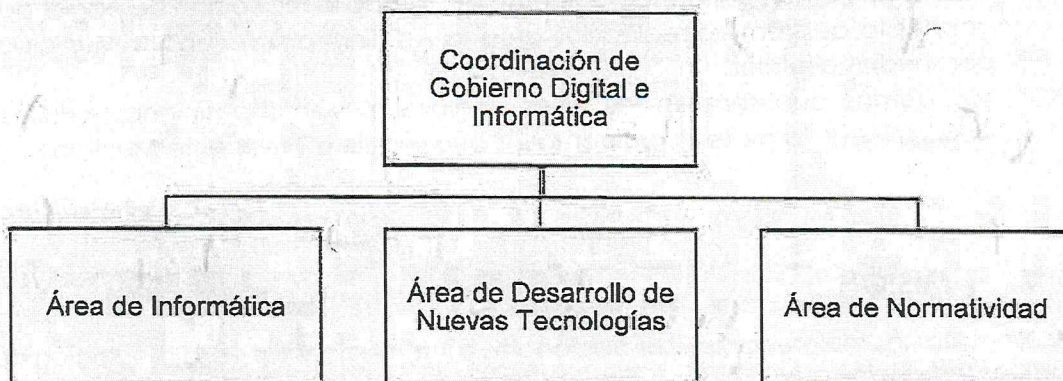 Coordinación de
Gobierno Digital e
Informática
Área de Informática
Área de Desarrollo de
Nuevas Tecnologías
Área de Normatividad